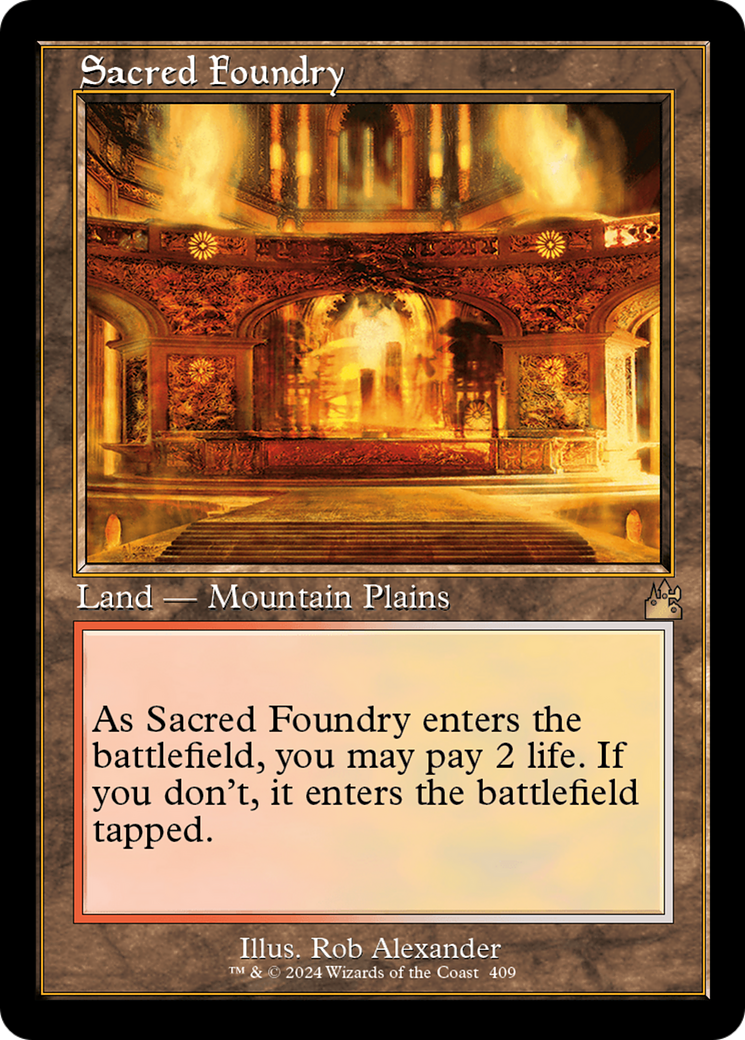 Sacred Foundry
Land — Mountain Plains
As Sacred Foundry enters the
battlefield, you may pay 2 life. If
you don't, it enters the battlefield
tapped.
Illus. Rob Alexander
™ & © 2024 Wizards of the Coast 409